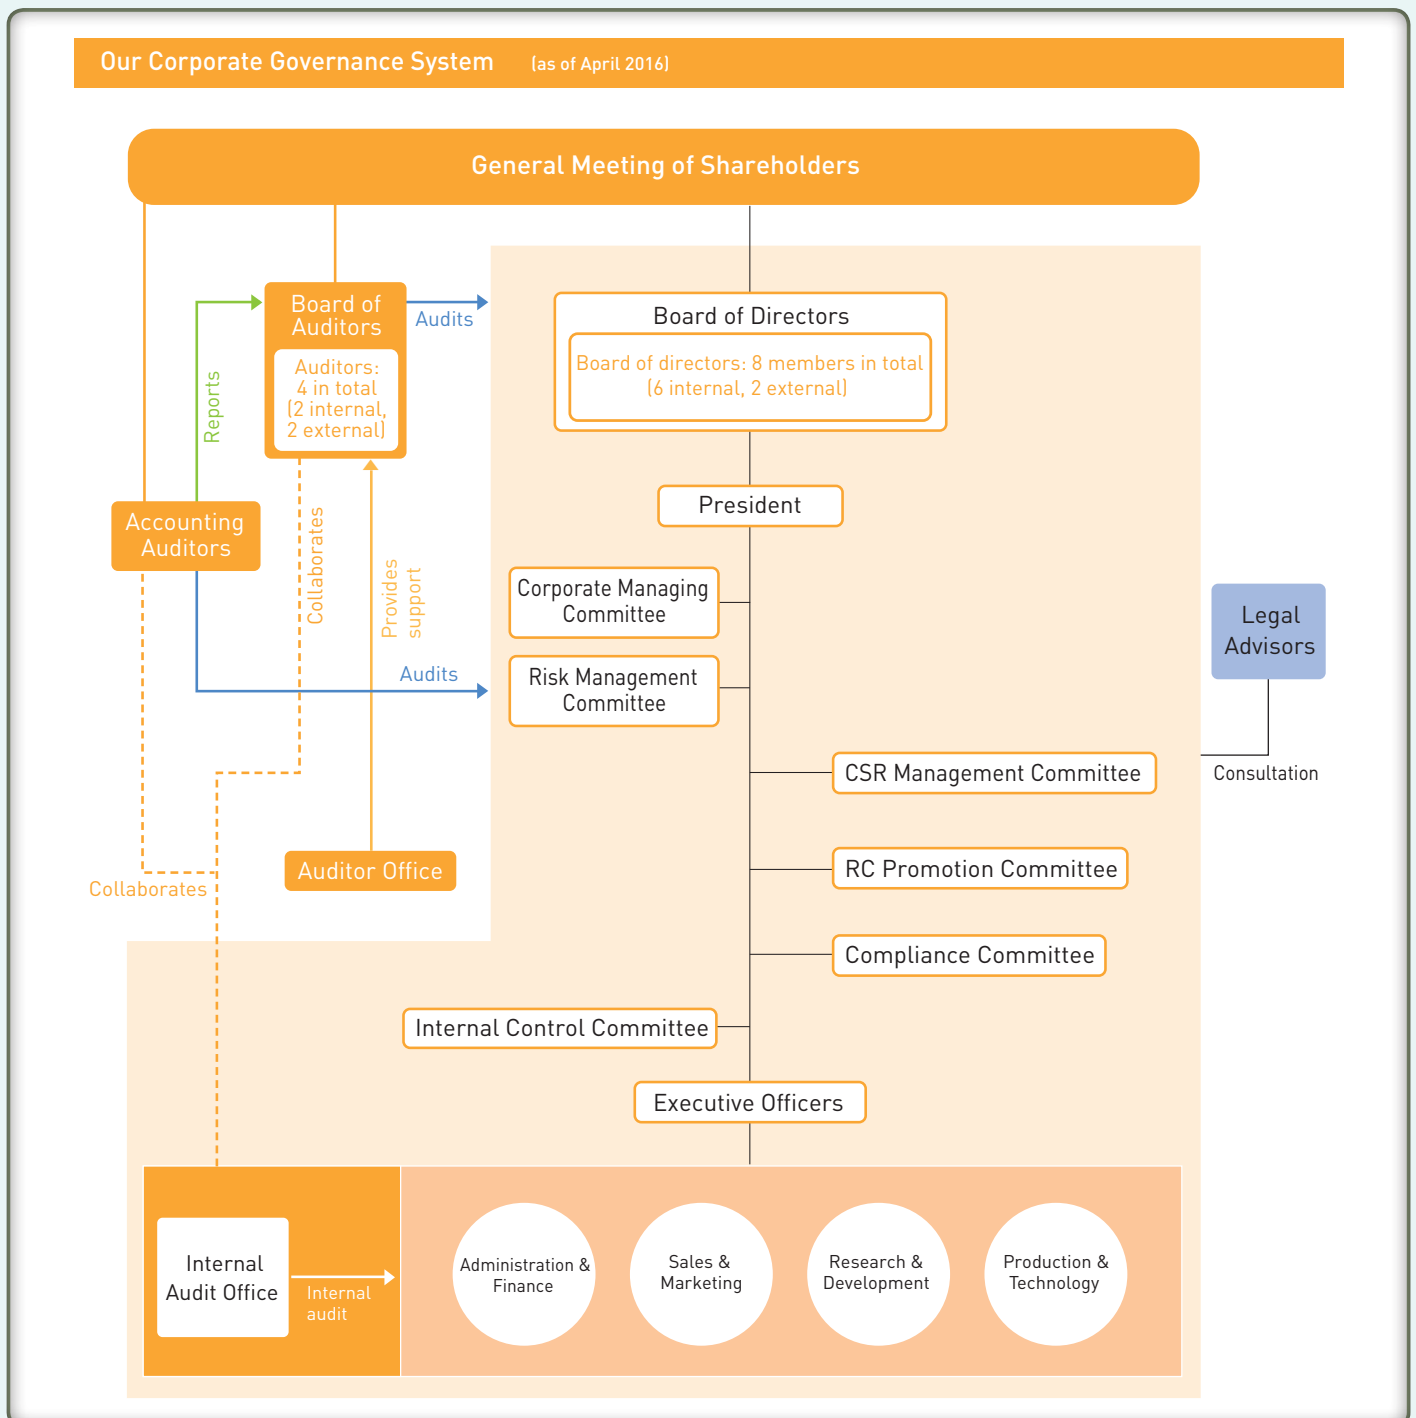 Our Corporate Governance System (as of April 2016)
General Meeting of Shareholders
Board of
Auditors
Auditors:
4 in total
(2 internal,
2 external)
Audits
Board of Directors
Board of directors: 8 members in total
(6 internal, 2 external)
Reports
President
Accounting
Auditors
Collaborates
Provides
support
Corporate Managing
Committee
Legal
Advisors
Audits
Risk Management
Committee
CSR Management Committee
Consultation
RC Promotion Committee
Auditor Office
Collaborates
Compliance Committee
Internal Control Committee
Executive Officers
Internal
Audit Office
Internal
audit
Administration &
Finance
Sales &
Marketing
Research &
Development
Production &
Technology